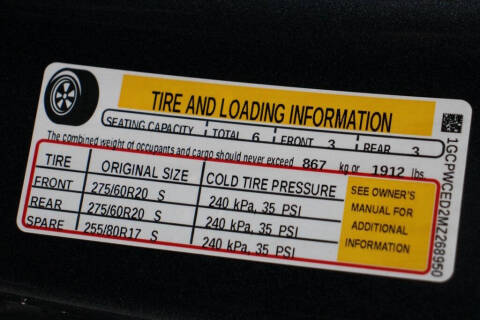 TIRE AND LOADING INFORMATION
SEATING CAPACITY TOTAL 6 FRONT 3 REAR 3
The combined weight of occupants and cargo should never exceed 867 kg or 1912 lbs.
TIRE ORIGINAL SIZE COLD TIRE PRESSURE
FRONT 275/60R20 S 240 kPa, 35 PSI
REAR 275/60R20 S 240 kPa, 35 PSI
SPARE 255/80R17 S 240 kPa, 35 PSI
SEE OWNER'S
MANUAL FOR
ADDITIONAL
INFORMATION
1GCPWCED2MZ268950